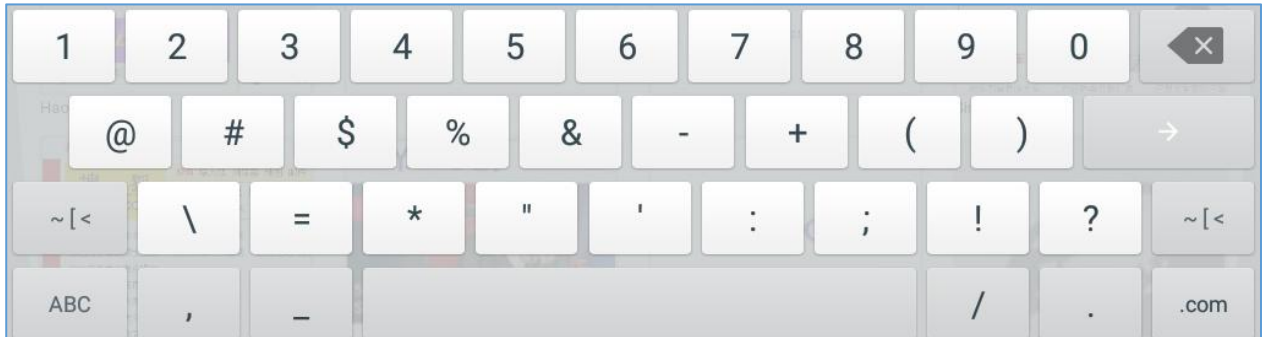 1 2 3 4 5 6 7 8 9 0
@ # $ % & - + ( )
~[< \ = * " ' : ; ! ? ~[<
ABC , _ / . .com